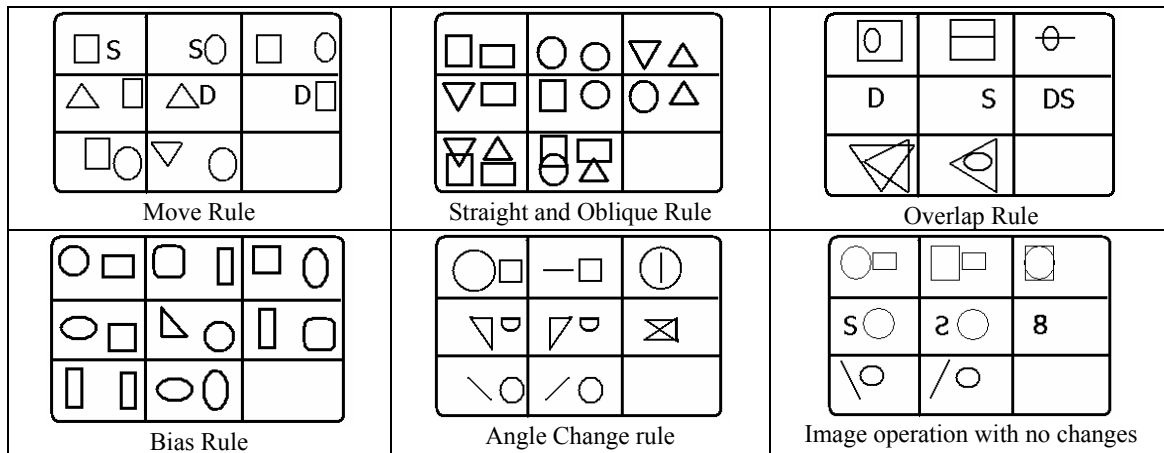 S S
D D
Move Rule
Straight and Oblique Rule
D S DS
Overlap Rule
Bias Rule
Angle Change rule
S 2 8
Image operation with no changes